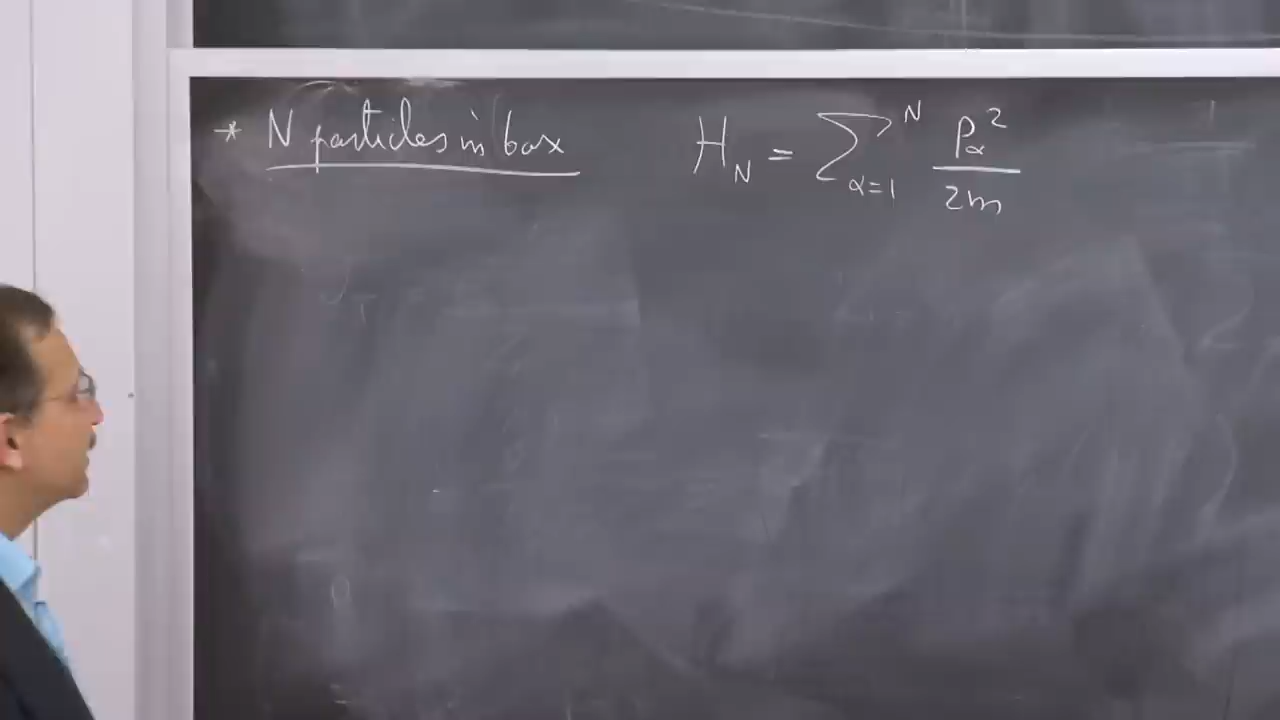 * N particles in box H_N = ∑_{α=1}^{N} p_α^2 / 2m